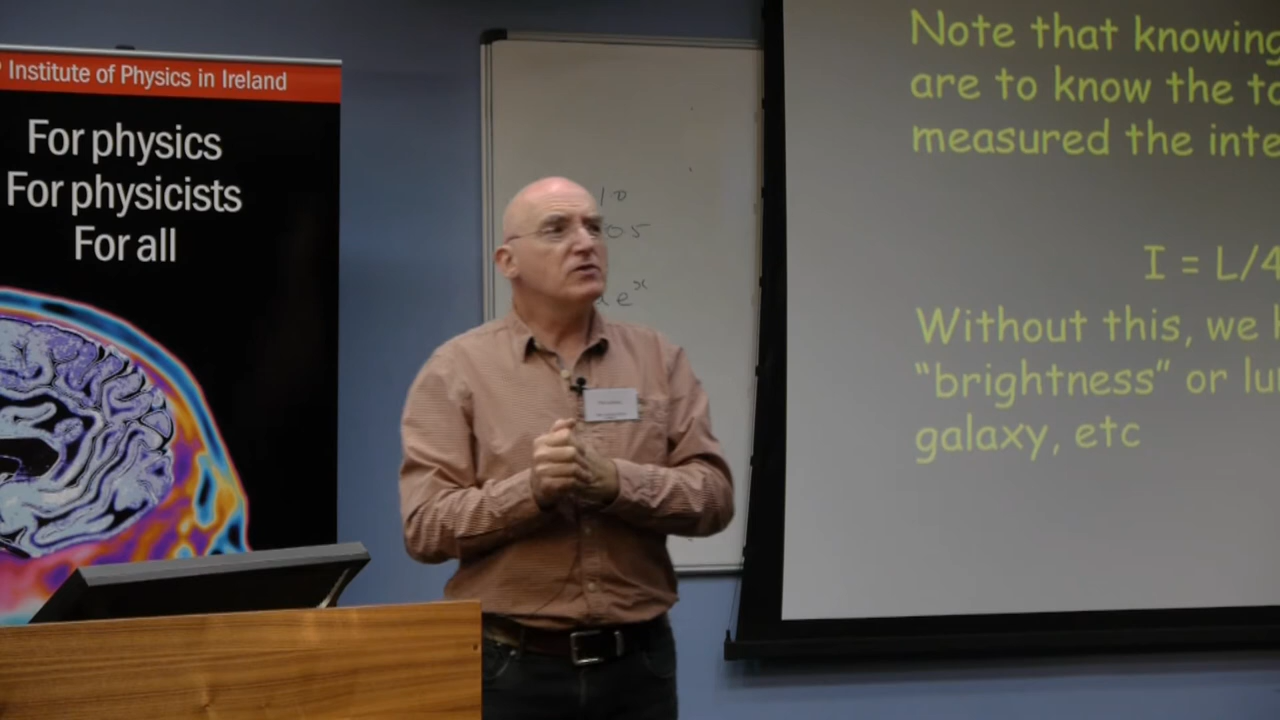 Institute of Physics in Ireland
For physics
For physicists
For all
10
05
e^x
Note that knowing
are to know the to
measured the inte
I = L/4
Without this, we
"brightness" or lu
galaxy, etc